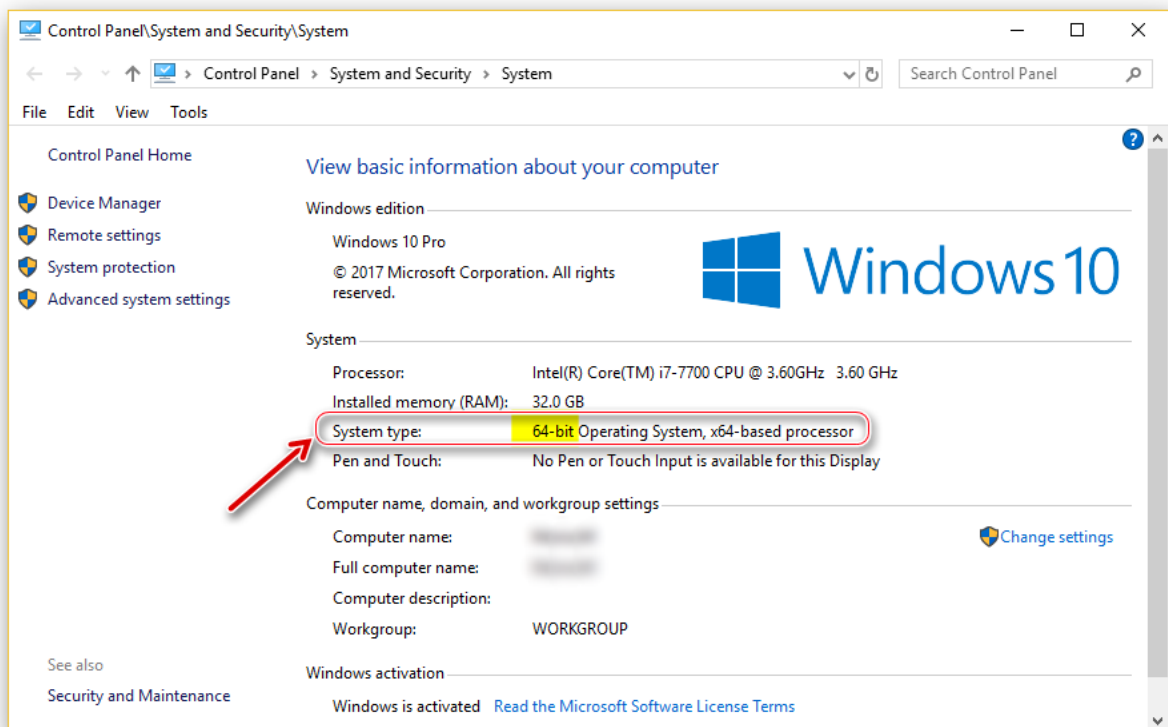 Control Panel\System and Security\System
Control Panel > System and Security > System
Search Control Panel
File Edit View Tools
Control Panel Home
Device Manager
Remote settings
System protection
Advanced system settings
See also
Security and Maintenance
?
View basic information about your computer
Windows edition
Windows 10 Pro
© 2017 Microsoft Corporation. All rights
reserved.
Windows 10
System
Processor: Intel(R) Core(TM) i7-7700 CPU @ 3.60GHz 3.60 GHz
Installed memory (RAM): 32.0 GB
System type: 64-bit Operating System, x64-based processor
Pen and Touch: No Pen or Touch Input is available for this Display
Computer name, domain, and workgroup settings
Computer name:
Change settings
Full computer name:
Computer description:
Workgroup: WORKGROUP
Windows activation
Windows is activated Read the Microsoft Software License Terms